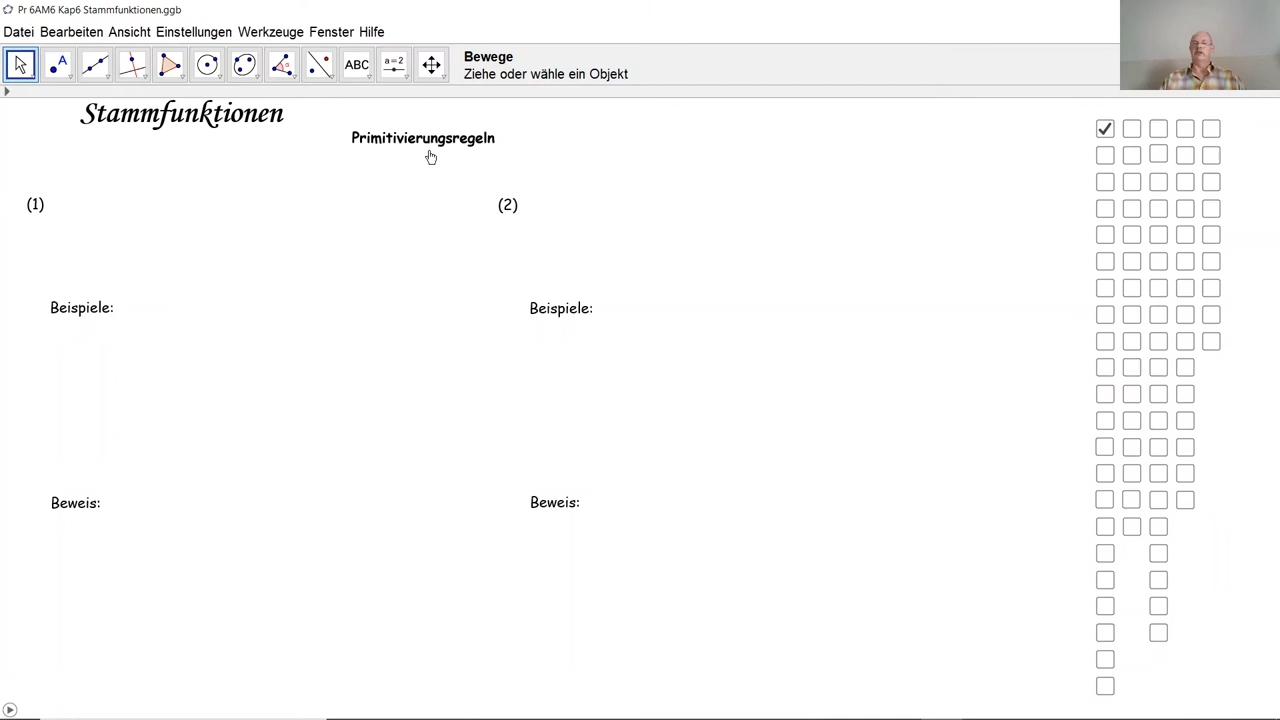 Pr 6AM6 Kap6 Stammfunktionen.ggb
Datei Bearbeiten Ansicht Einstellungen Werkzeuge Fenster Hilfe
A
ABC
a=2
Bewege
Ziehe oder wähle ein Objekt
Stammfunktionen
Primitivierungsregeln
(1)
(2)
Beispiele:
Beispiele:
Beweis:
Beweis: